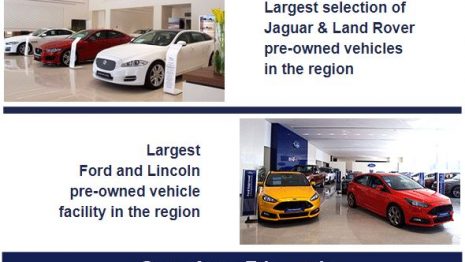 Largest selection of
Jaguar & Land Rover
pre-owned vehicles
in the region
Largest
Ford and Lincoln
pre-owned vehicle
facility in the region